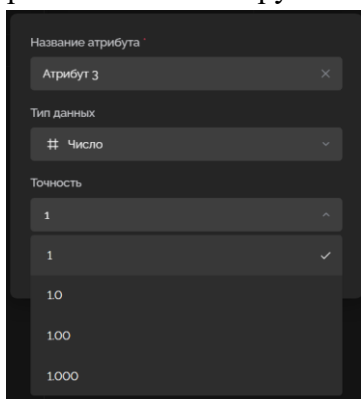 Название атрибута *
Атрибут 3
Тип данных
# Число
Точность
1
1
1.0
1.00
1.000